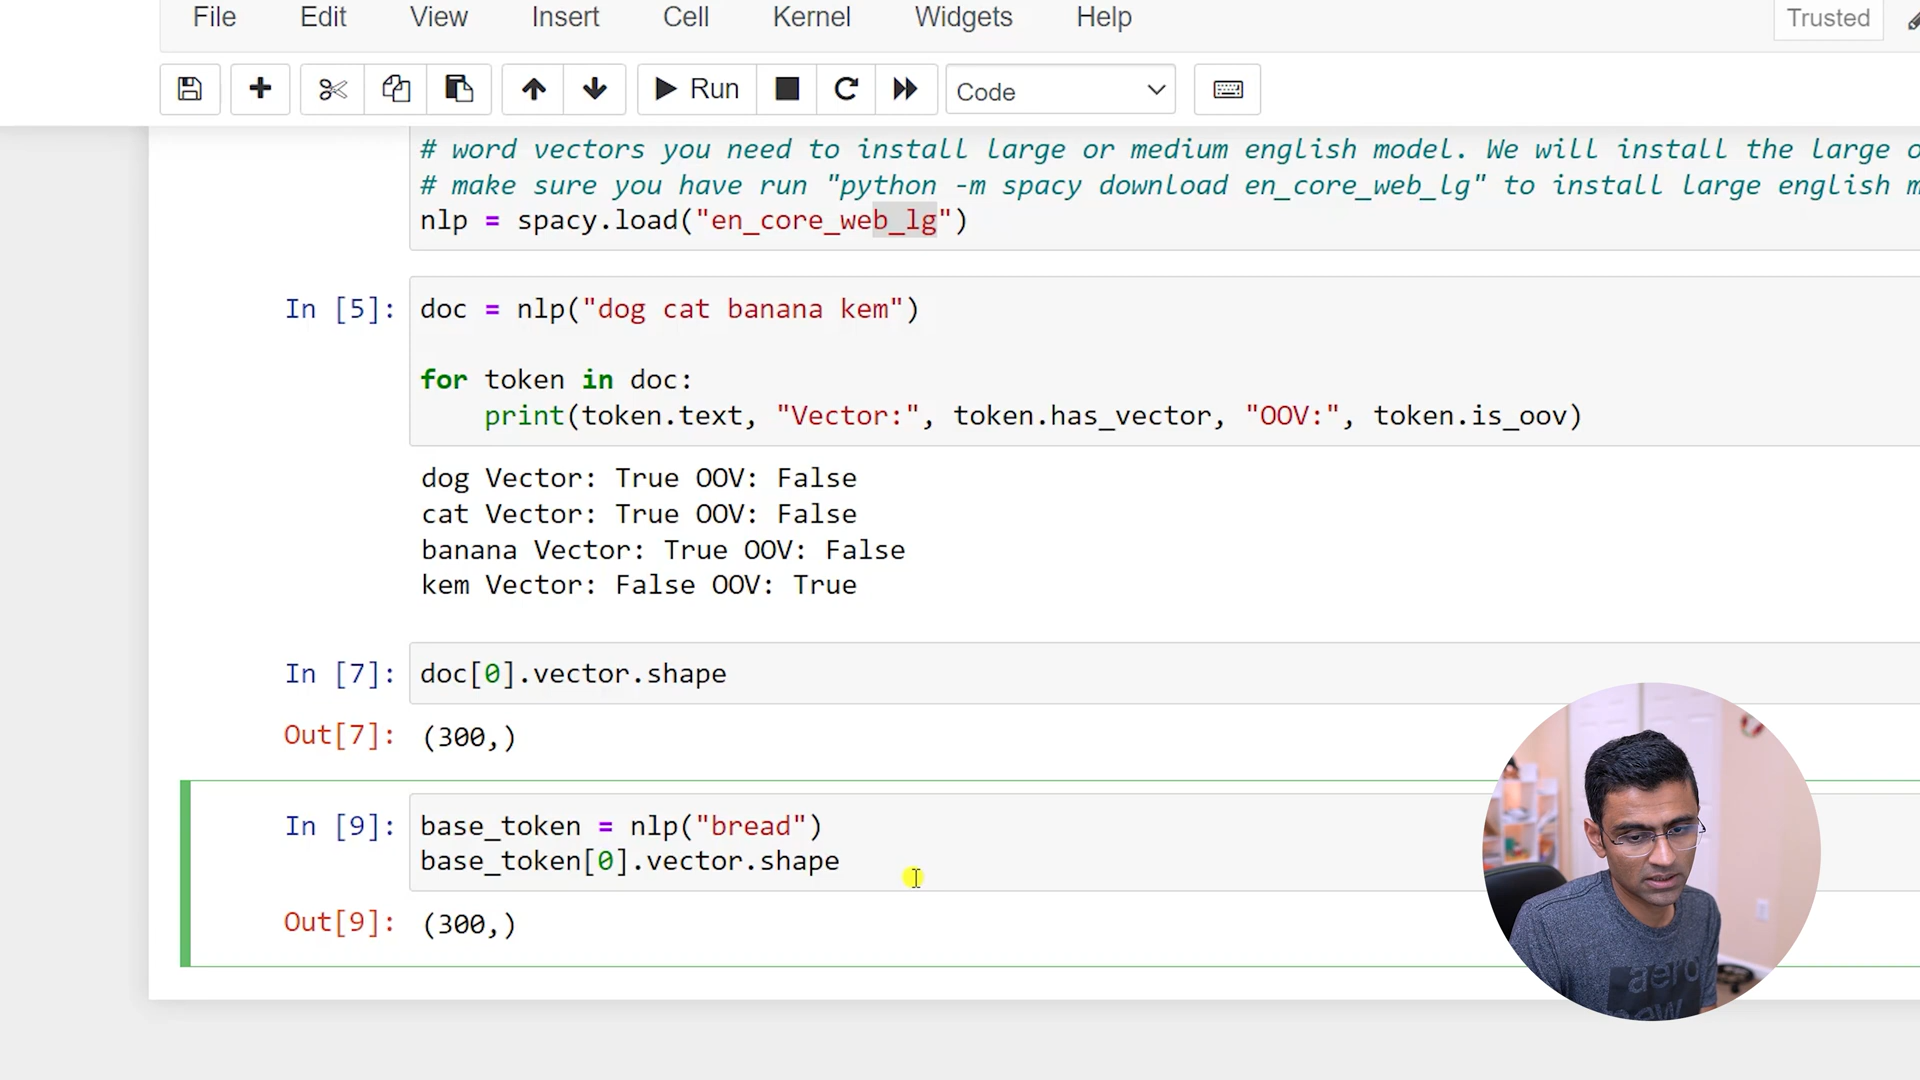 File Edit View Insert Cell Kernel Widgets Help Trusted
Run Code
# word vectors you need to install large or medium english model. We will install the large
# make sure you have run "python -m spacy download en_core_web_lg" to install large english
nlp = spacy.load("en_core_web_lg")
In [5]: doc = nlp("dog cat banana kem")
for token in doc:
print(token.text, "Vector:", token.has_vector, "OOV:", token.is_oov)
dog Vector: True OOV: False
cat Vector: True OOV: False
banana Vector: True OOV: False
kem Vector: False OOV: True
In [7]: doc[0].vector.shape
Out[7]: (300,)
In [9]: base_token = nlp("bread")
base_token[0].vector.shape
Out[9]: (300,)
aero